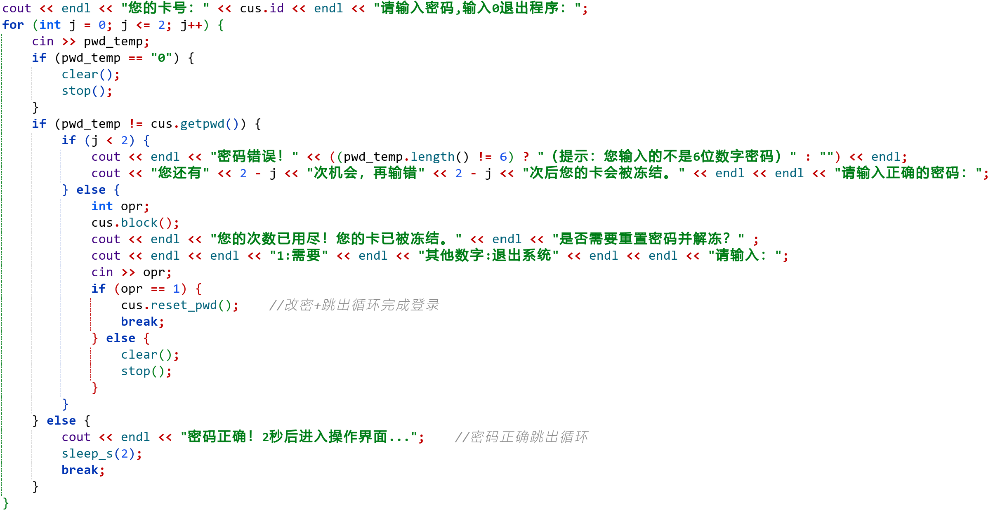 cout << endl << "您的卡号：" << cus.id << endl << "请输入密码,输入0退出程序：";
for (int j = 0; j <= 2; j++) {
    cin >> pwd_temp;
    if (pwd_temp == "0") {
        clear();
        stop();
    }
    if (pwd_temp != cus.getpwd()) {
        if (j < 2) {
            cout << endl << "密码错误！" << ((pwd_temp.length() != 6) ? "（提示：您输入的不是6位数字密码）" : "") << endl;
            cout << "您还有" << 2 - j << "次机会，再输错" << 2 - j << "次后您的卡会被冻结。" << endl << endl << "请输入正确的密码：";
        } else {
            int opr;
            cus.block();
            cout << endl << "您的次数已用尽！您的卡已被冻结。" << endl << "是否需要重置密码并解冻？" ;
            cout << endl << endl << "1:需要" << endl << "其他数字:退出系统" << endl << endl << "请输入：";
            cin >> opr;
            if (opr == 1) {
                cus.reset_pwd();    //改密+跳出循环完成登录
                break;
            } else {
                clear();
                stop();
            }
        }
    } else {
        cout << endl << "密码正确！2秒后进入操作界面...";    //密码正确跳出循环
        sleep_s(2);
        break;
    }
}